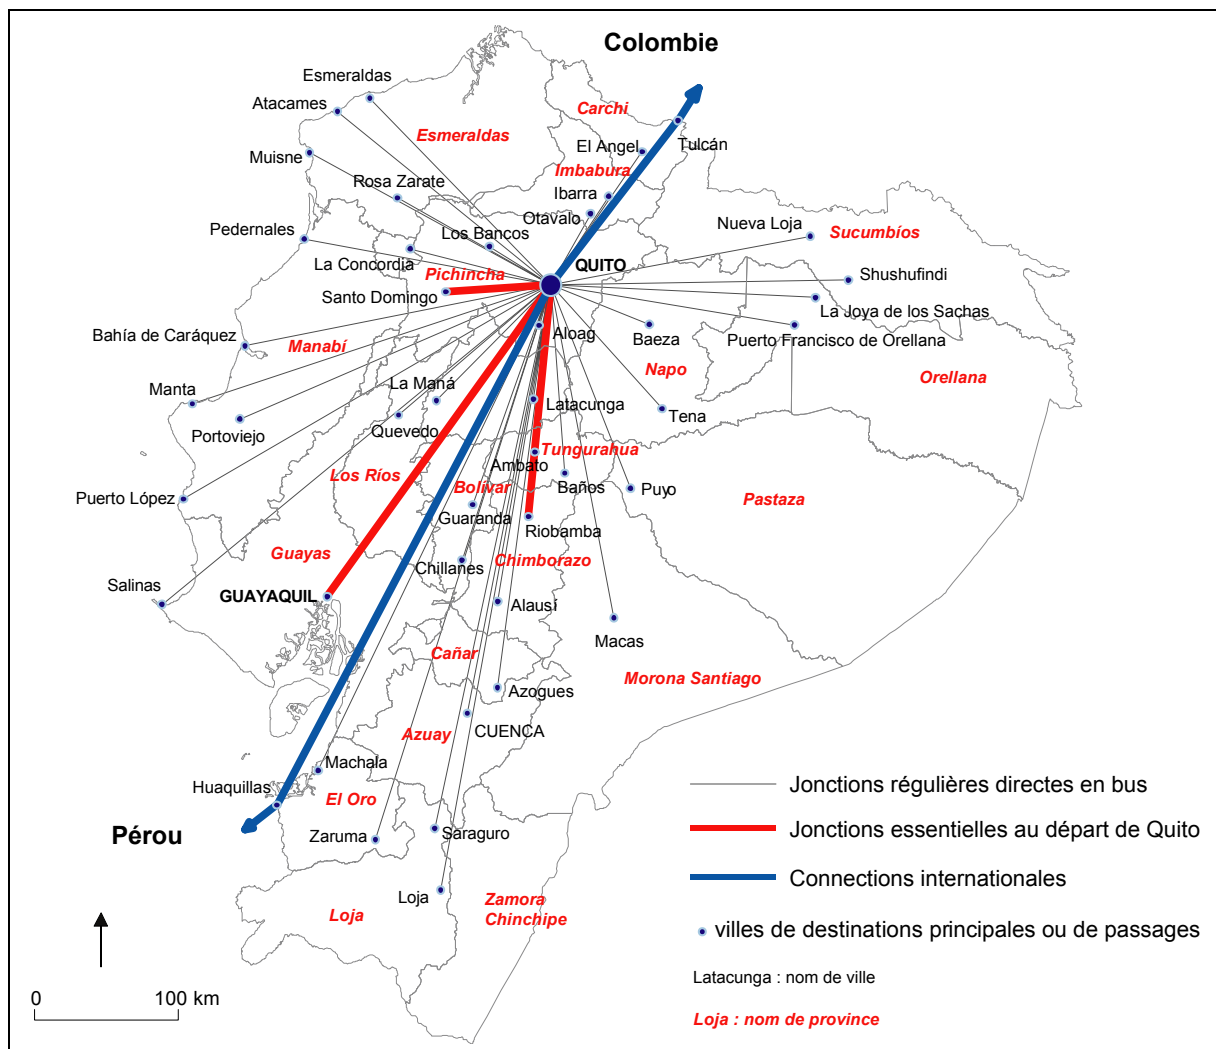 Colombie
Esmeraldas
Atacames
Carchi
Esmeraldas
El Angel
Tulcán
Muisne
Imbabura
Rosa Zarate
Ibarra
Otavalo
Nueva Loja
Sucumbíos
Pedernales
Los Bancos
La Concordia
QUITO
Pichincha
Shushufindi
Santo Domingo
La Joya de los Sachas
Bahía de Caráquez
Aloag
Baeza
Puerto Francisco de Orellana
Manabí
Napo
Orellana
Manta
La Maná
Latacunga
Tena
Portoviejo
Quevedo
Tungurahua
Ambato
Los Ríos
Bolívar
Baños
Puyo
Pastaza
Puerto López
Guaranda
Riobamba
Guayas
Chillanes
Chimborazo
Salinas
GUAYAQUIL
Alausí
Macas
Cañar
Morona Santiago
Azogues
Azuay
CUENCA
Machala
Huaquillas
El Oro
Pérou
Zaruma
Saraguro
Loja
Zamora
Chinchipe
Loja
Jonctions régulières directes en bus
Jonctions essentielles au départ de Quito
Connections internationales
villes de destinations principales ou de passages
Latacunga : nom de ville
Loja : nom de province
0 100 km